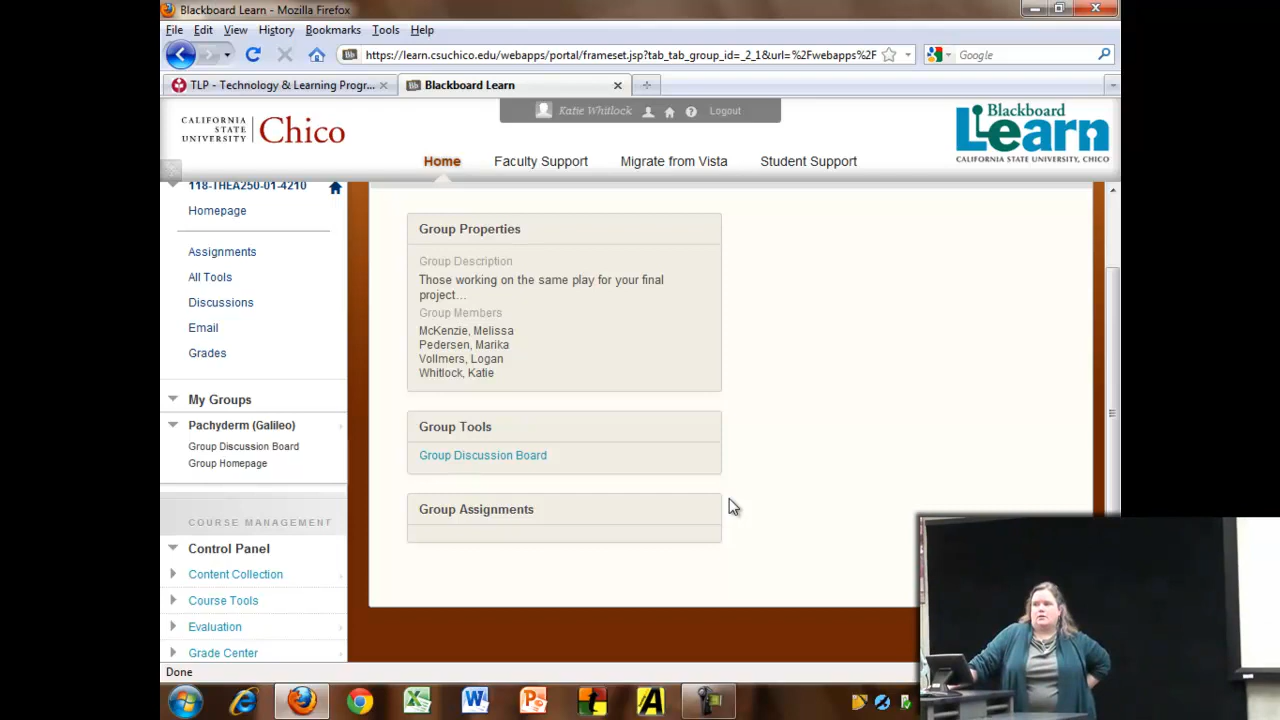 Blackboard Learn - Mozilla Firefox
File Edit View History Bookmarks Tools Help
https://learn.csuchico.edu/webapps/portal/frameset.jsp?tab_tab_group_id=_2_1&url=%2Fwebapps%2F
Google
TLP - Technology & Learning Progr...
Blackboard Learn
Katie Whitlock
Logout
CALIFORNIA
STATE
UNIVERSITY,
Chico
Blackboard
Learn
CALIFORNIA STATE UNIVERSITY, CHICO
Home Faculty Support Migrate from Vista Student Support
118-THEA250-01-4210
Homepage
Assignments
All Tools
Discussions
Email
Grades
My Groups
Pachyderm (Galileo)
Group Discussion Board
Group Homepage
COURSE MANAGEMENT
Control Panel
Content Collection
Course Tools
Evaluation
Grade Center
Group Properties
Group Description
Those working on the same play for your final
project...
Group Members
McKenzie, Melissa
Pedersen, Marika
Vollmers, Logan
Whitlock, Katie
Group Tools
Group Discussion Board
Group Assignments
Done